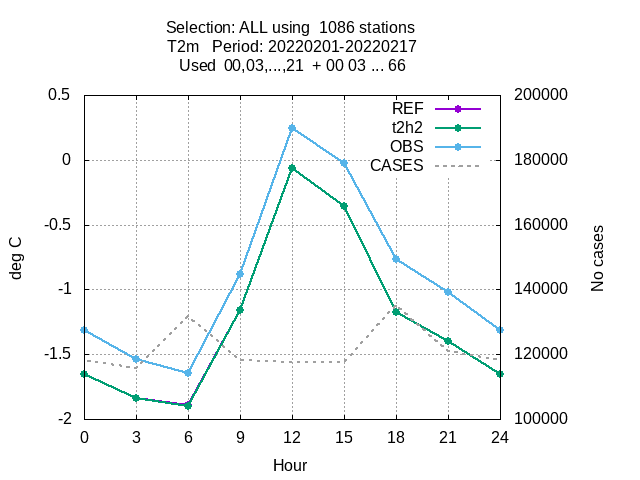 Selection: ALL using  1086 stations
T2m   Period: 20220201-20220217
Used  00,03,...,21  + 00 03 ... 66
REF
t2h2
OBS
CASES
0.5
0
-0.5
-1
-1.5
-2
200000
180000
160000
140000
120000
100000
deg C
No cases
0 3 6 9 12 15 18 21 24
Hour